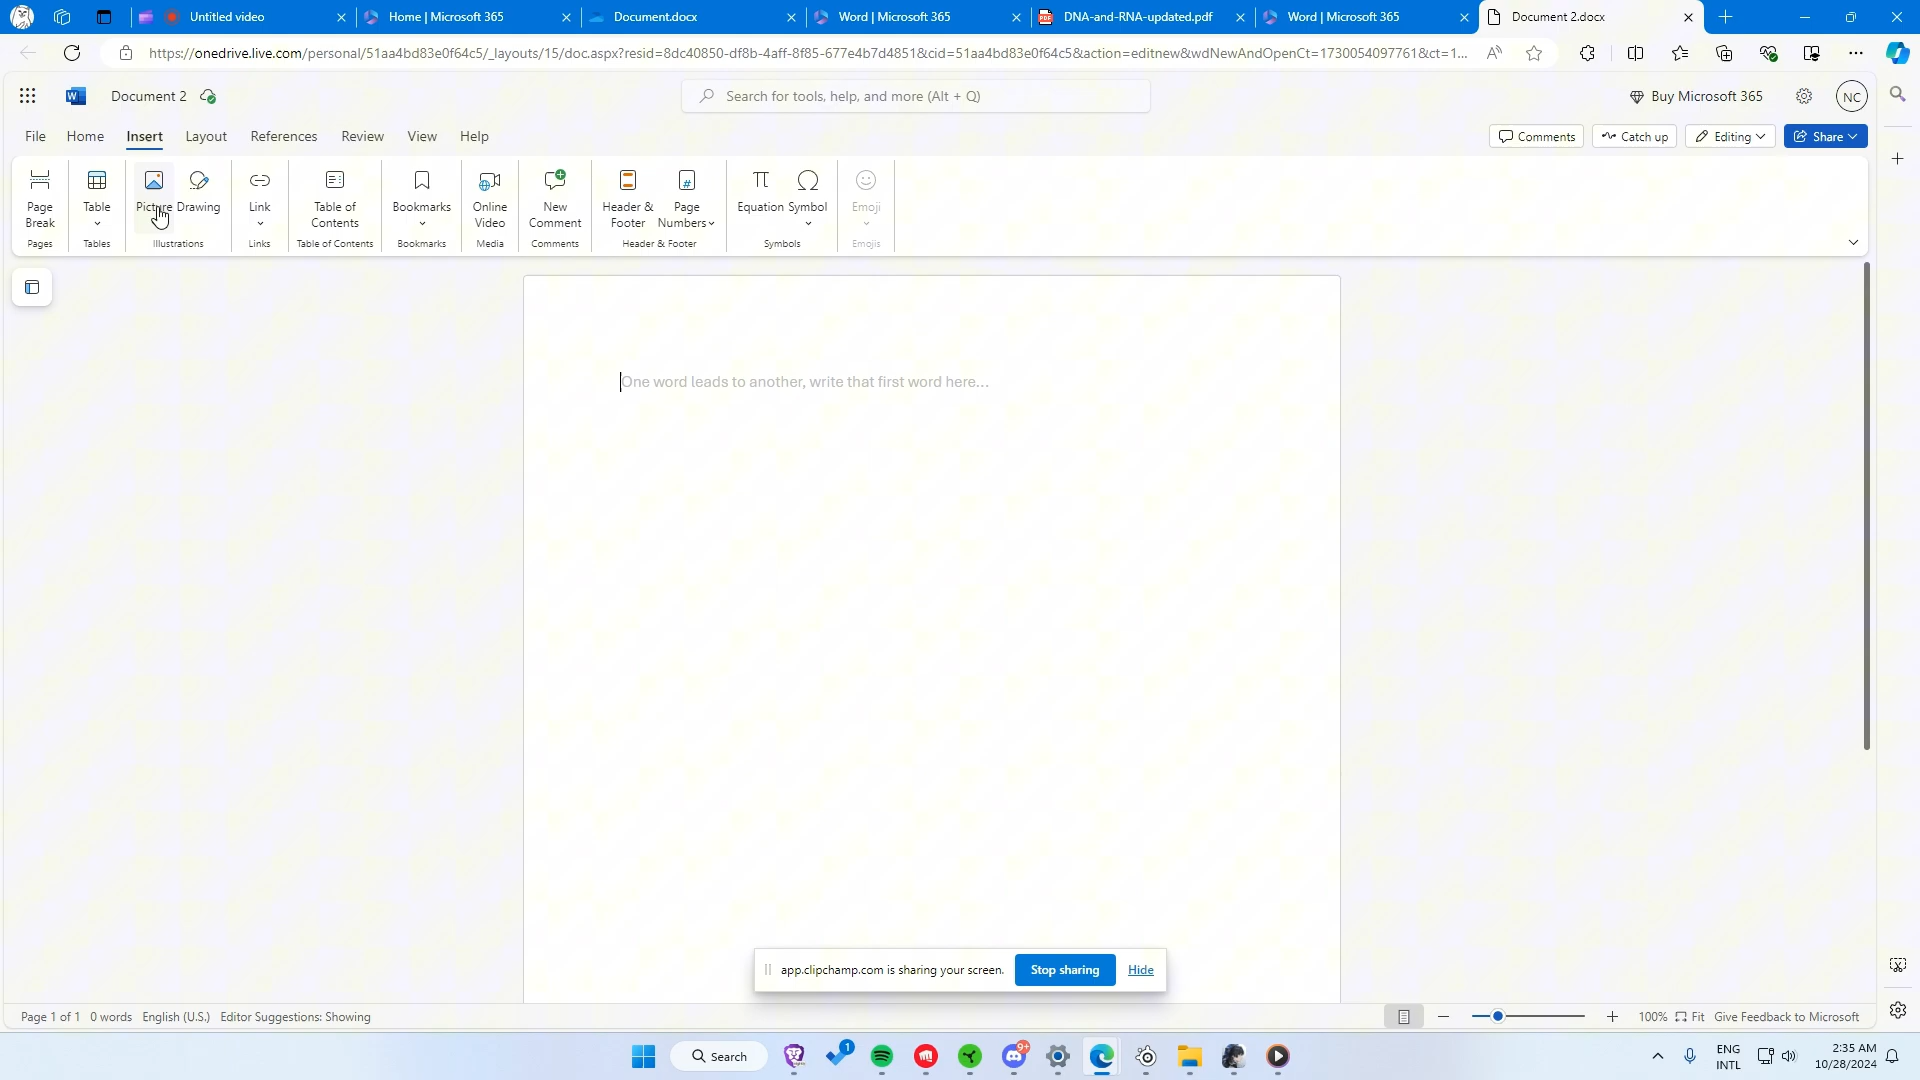 Untitled video
Home | Microsoft 365
Document.docx
Word | Microsoft 365
DNA-and-RNA-updated.pdf
Word | Microsoft 365
Document 2.docx
https://onedrive.live.com/personal/51aa4bd83e0f64c5/_layouts/15/doc.aspx?resid=8dc40850-df8b-4aff-8f85-677e4b7d4851&cid=51aa4bd83e0f64c5&action=editnew&wdNewAndOpenCt=1730054097761&ct=1...
Document 2
Search for tools, help, and more (Alt + Q)
Buy Microsoft 365
NC
File Home Insert Layout References Review View Help
Comments
Catch up
Editing
Share
Page Break
Table
Picture
Drawing
Link
Table of Contents
Bookmarks
Online Video
New Comment
Header & Footer
Page Numbers
Equation
Symbol
Emoji
Pages
Tables
Illustrations
Links
Table of Contents
Bookmarks
Media
Comments
Header & Footer
Symbols
Emojis
One word leads to another, write that first word here...
app.clipchamp.com is sharing your screen.
Stop sharing
Hide
Page 1 of 1 0 words English (U.S.) Editor Suggestions: Showing
100% Fit Give Feedback to Microsoft
Search
1
9+
ENG
INTL
2:35 AM
10/28/2024